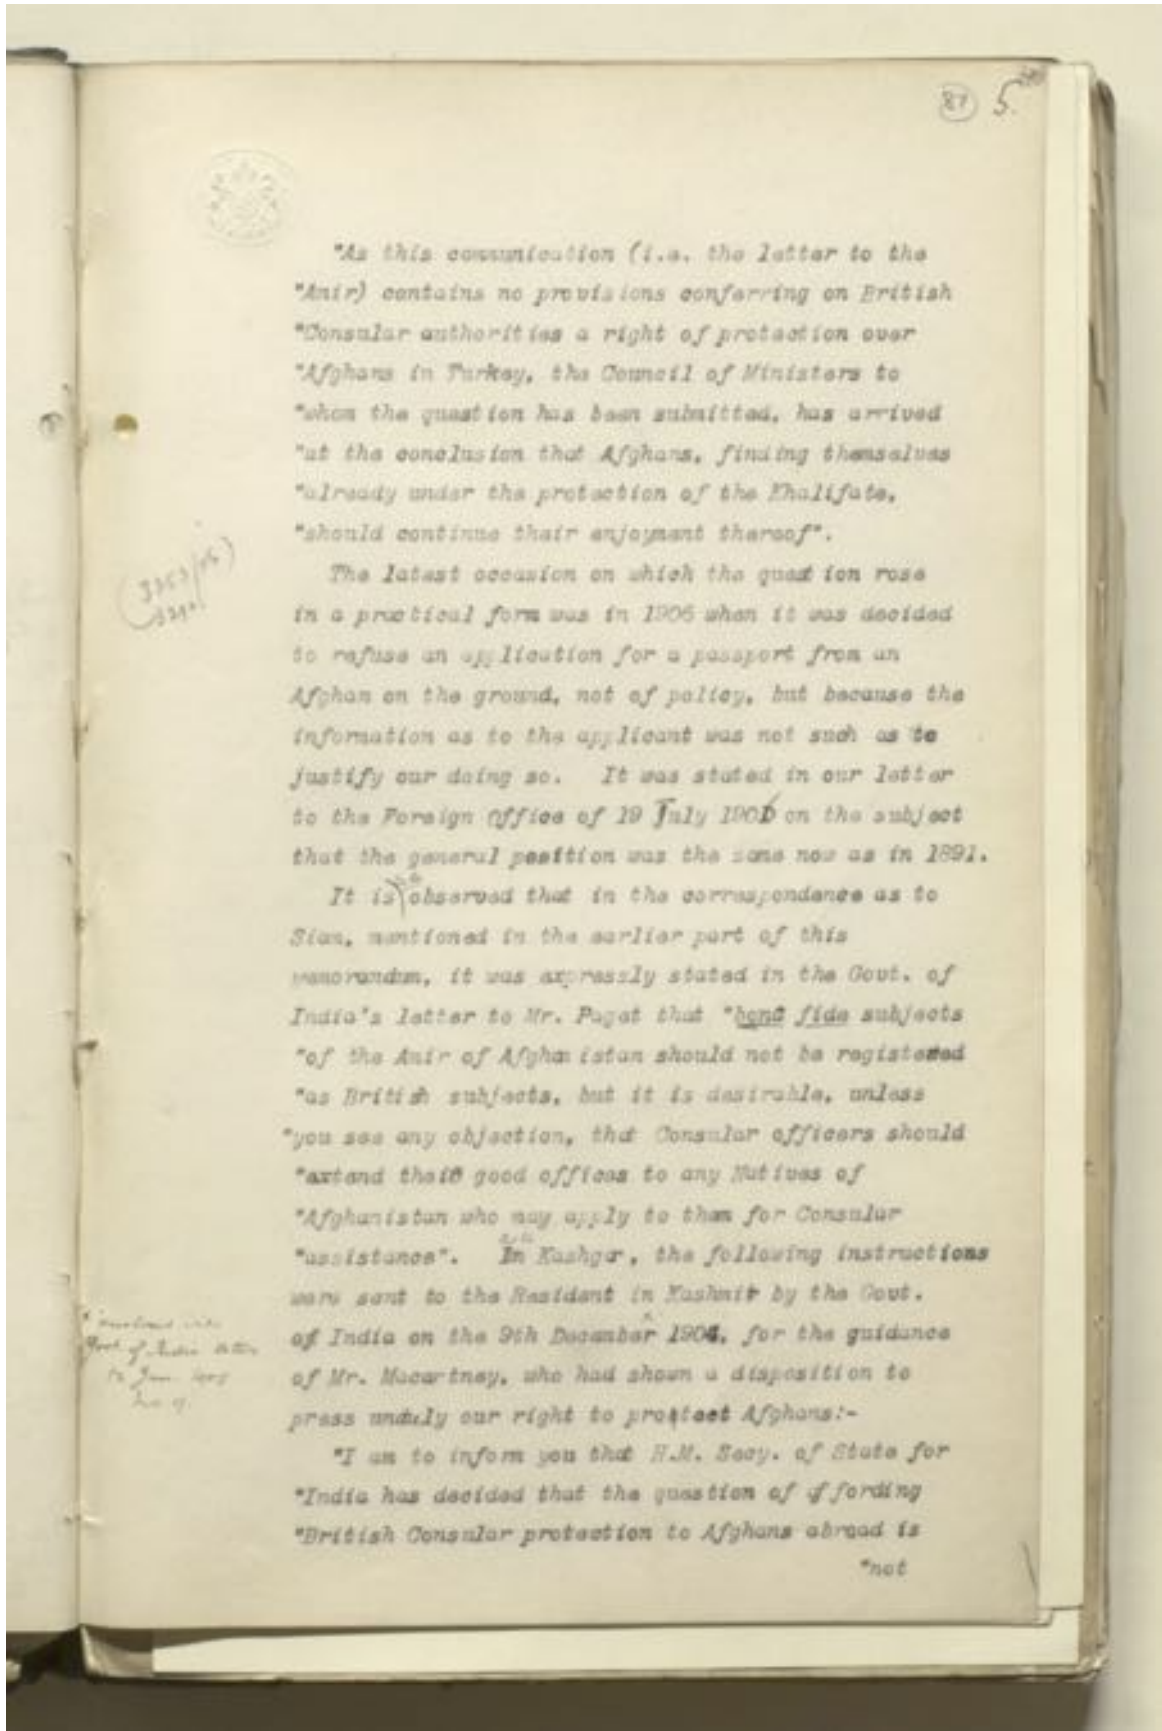 87 5.
"As this communication (i.e. the letter to the
"Amir) contains no provisions conferring on British
"Consular authorities a right of protection over
"Afghans in Turkey, the Council of Ministers to
"whom the question has been submitted, has arrived
"at the conclusion that Afghans, finding themselves
"already under the protection of the Khalifate,
"should continue their enjoyment thereof".
The latest occasion on which the question rose
in a practical form was in 1906 when it was decided
to refuse an application for a passport from an
Afghan on the ground, not of policy, but because the
information as to the applicant was not such as to
justify our doing so. It was stated in our letter
to the Foreign Office of 19 July 1906 on the subject
that the general position was the same now as in 1891.
It is observed that in the correspondence as to
Siam, mentioned in the earlier part of this
memorandum, it was expressly stated in the Govt. of
India's letter to Mr. Paget that "bona fide subjects
"of the Amir of Afghanistan should not be registered
"as British subjects, but it is desirable, unless
"you see any objection, that Consular officers should
"extend their good offices to any Natives of
"Afghanistan who may apply to them for Consular
"assistance". In Kashgar, the following instructions
were sent to the Resident in Kashmir by the Govt.
of India on the 9th December 1904, for the guidance
of Mr. Macartney, who had shown a disposition to
press unduly our right to protect Afghans:-
"I am to inform you that H.M. Secy. of State for
"India has decided that the question of affording
"British Consular protection to Afghans abroad is
"not